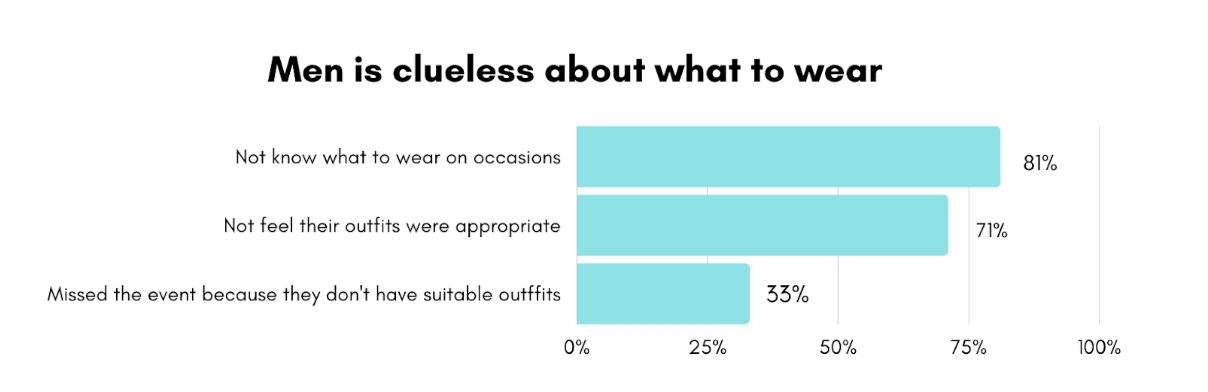 Men is clueless about what to wear
Not know what to wear on occasions
81%
Not feel their outfits were appropriate
71%
Missed the event because they don't have suitable outffits
33%
0%
25%
50%
75%
100%